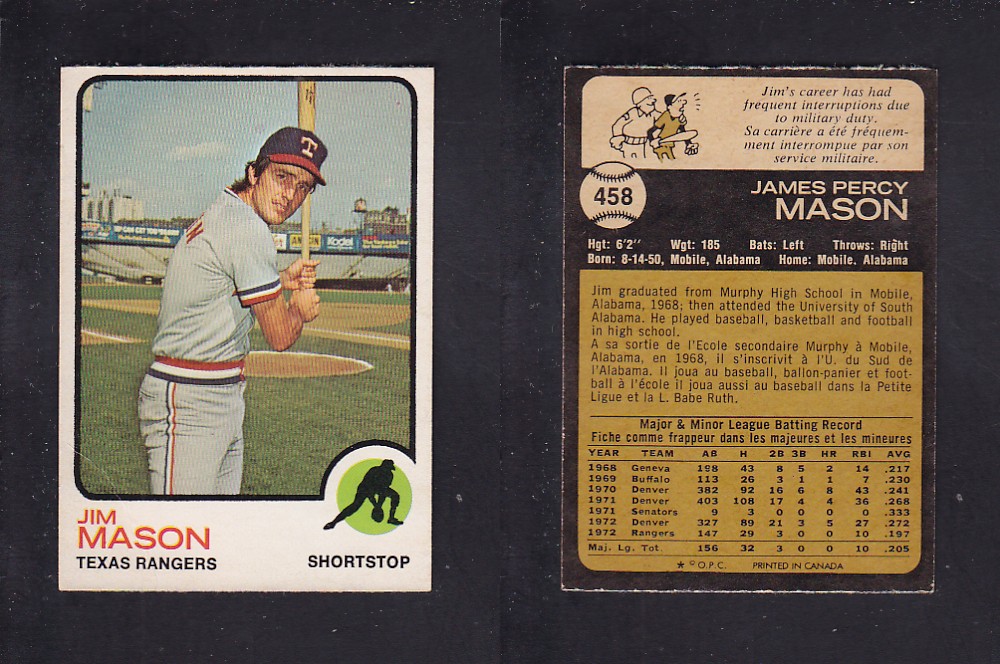 T
UP CAN GET YOU
Kodel
JIM
MASON
TEXAS RANGERS
SHORTSTOP
Jim's career has had
frequent interruptions due
to military duty.
Sa carrière a été fréquem-
ment interrompue par son
service militaire.
458
JAMES PERCY
MASON
Hgt: 6'2" Wgt: 185 Bats: Left Throws: Right
Born: 8-14-50, Mobile, Alabama Home: Mobile, Alabama
Jim graduated from Murphy High School in Mobile,
Alabama, 1968; then attended the University of South
Alabama. He played baseball, basketball and football
in high school.
A sa sortie de l'Ecole secondaire Murphy à Mobile,
Alabama, en 1968, il s'inscrivit à l'U. du Sud de
l'Alabama. Il joua au baseball, ballon-panier et foot-
ball à l'école il joua aussi au baseball dans la Petite
Ligue et la L. Babe Ruth.
Major & Minor League Batting Record
Fiche comme frappeur dans les majeures et les mineures
YEAR TEAM AB H 2B 3B HR RBI AVG
1968 Geneva 198 43 8 5 2 14 .217
1969 Buffalo 113 26 3 1 1 7 .230
1970 Denver 382 92 16 6 8 43 .241
1971 Denver 403 108 17 4 4 36 .268
1971 Senators 9 3 0 0 0 0 .333
1972 Denver 327 89 21 3 5 27 .272
1972 Rangers 147 29 3 0 0 10 .197
Maj. Lg. Tot. 156 32 3 0 0 10 .205
* © O.P.C. PRINTED IN CANADA